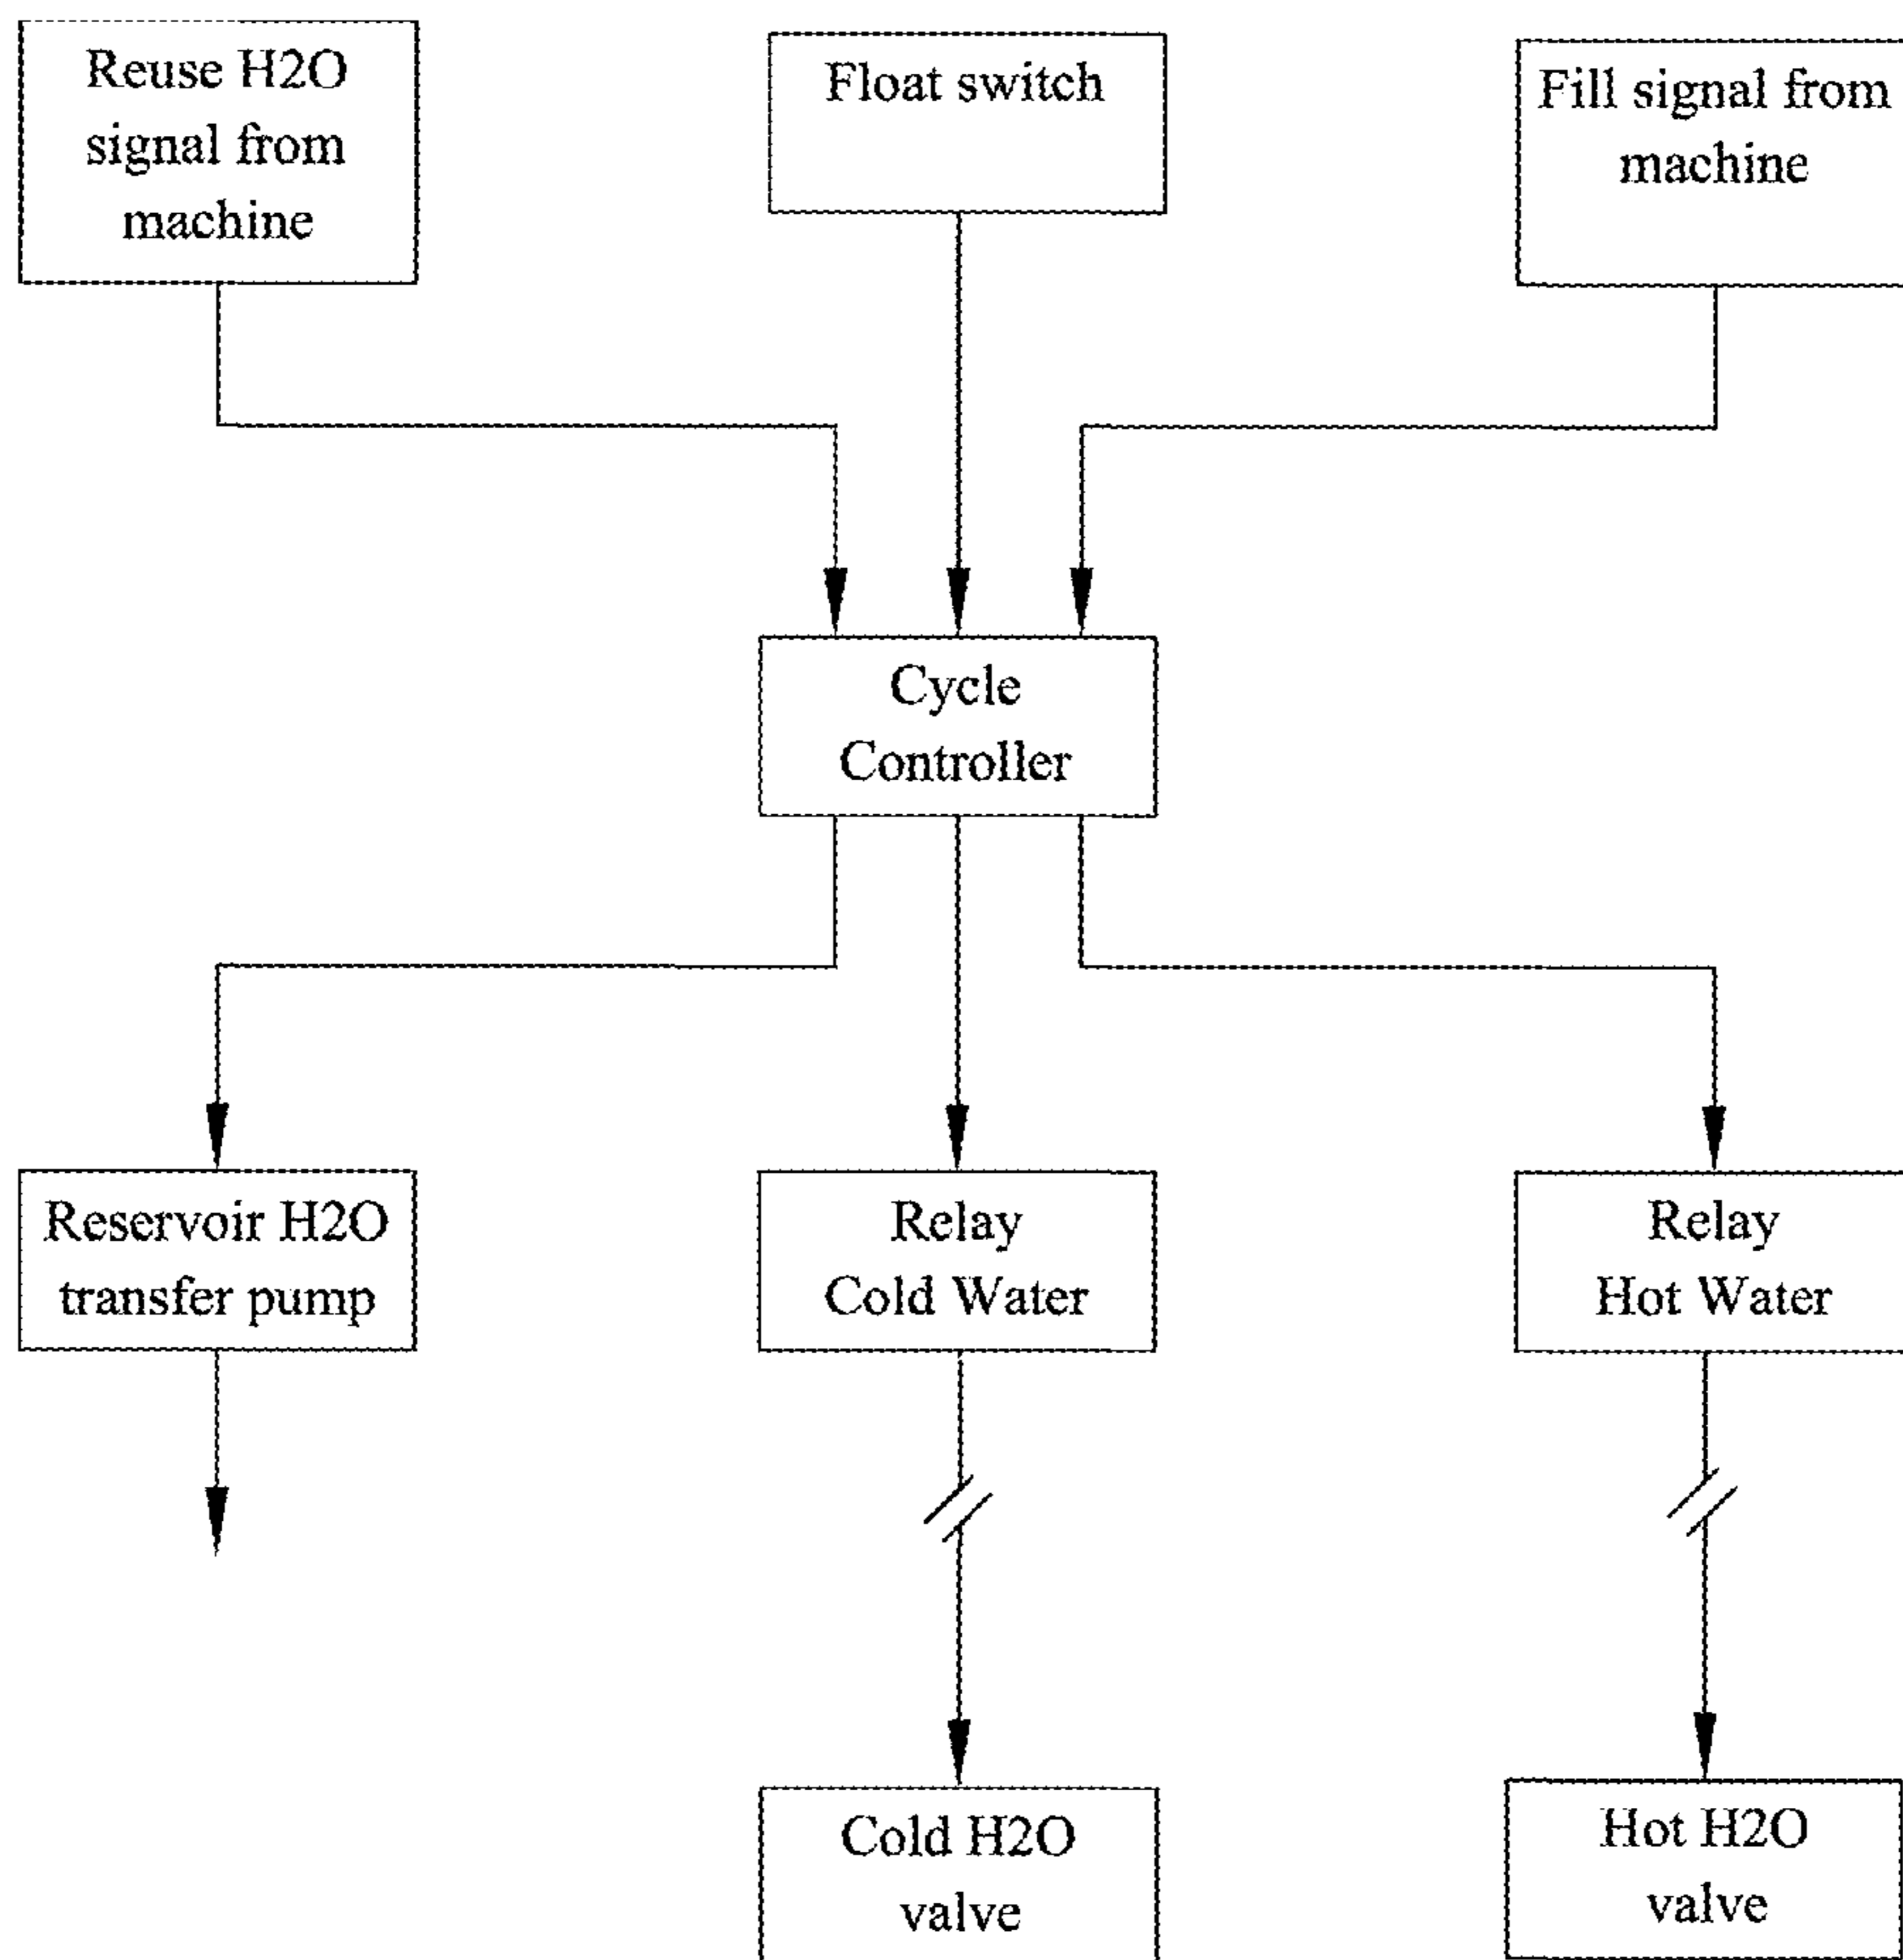 Reuse H2O
signal from
machine
Float switch
Fill signal from
machine
Cycle
Controller
Reservoir H2O
transfer pump
Relay
Cold Water
Relay
Hot Water
Cold H2O
valve
Hot H2O
valve